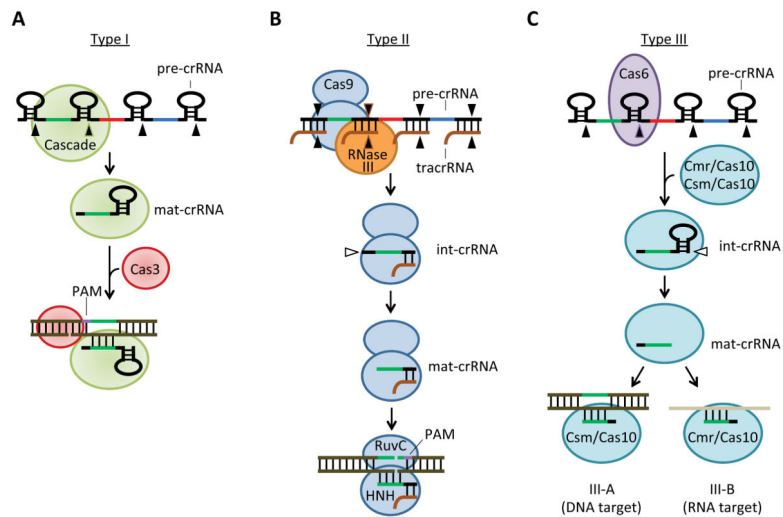 A
Type I
pre-crRNA
Cascade
mat-crRNA
Cas3
PAM
B
Type II
Cas9
pre-crRNA
RNase
III
tracrRNA
int-crRNA
mat-crRNA
RuvC
PAM
HNH
C
Type III
Cas6
pre-crRNA
Cmr/Cas10
Csm/Cas10
int-crRNA
mat-crRNA
Csm/Cas10
Cmr/Cas10
III-A
(DNA target)
III-B
(RNA target)